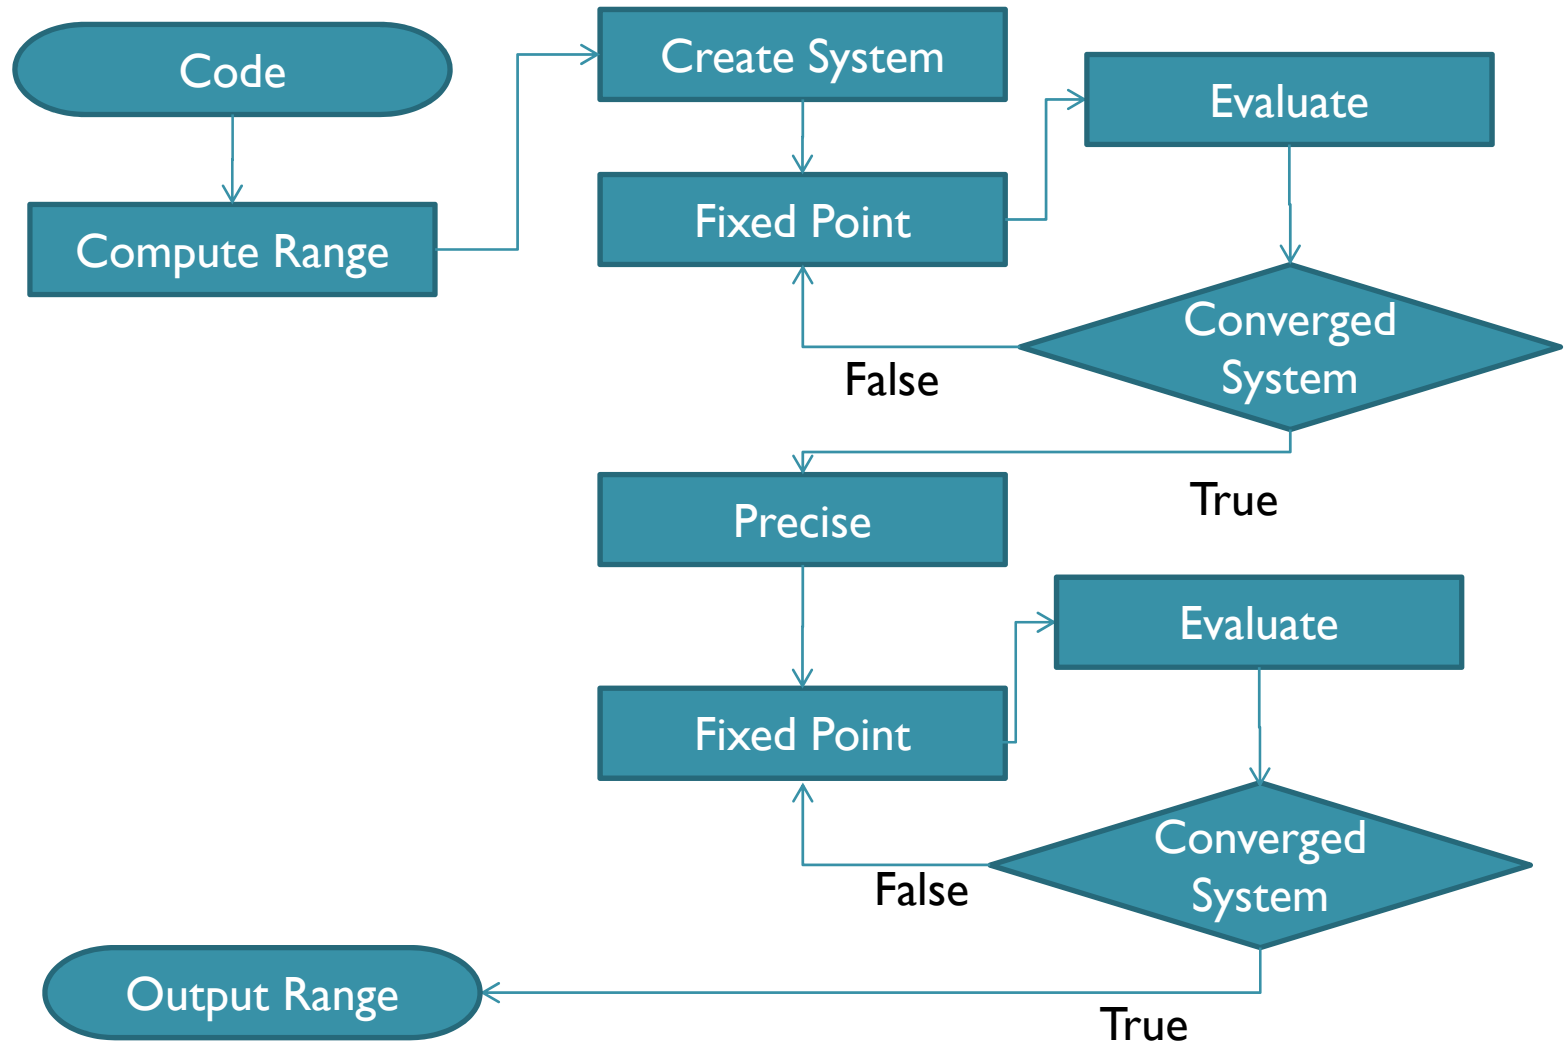 Code
Compute Range
Create System
Fixed Point
Evaluate
Converged
System
False
True
Precise
Fixed Point
Evaluate
Converged
System
False
True
Output Range